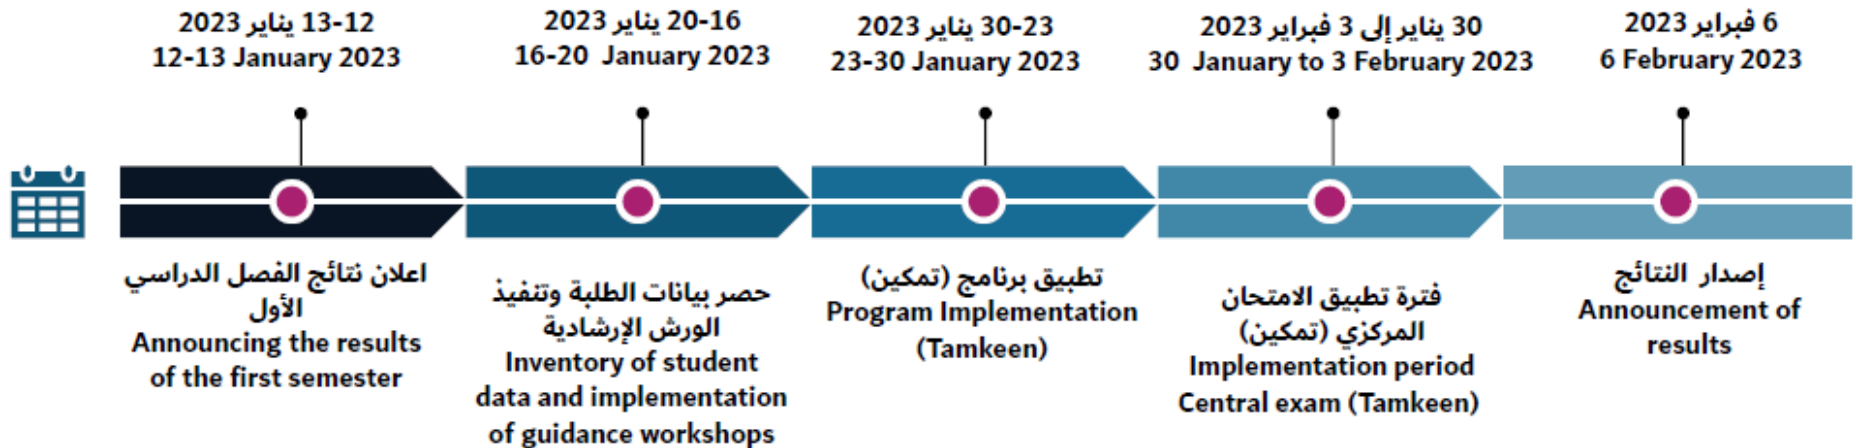 12-13 يناير 2023
12-13 January 2023
16-20 يناير 2023
16-20 January 2023
23-30 يناير 2023
23-30 January 2023
30 يناير إلى 3 فبراير 2023
30 January to 3 February 2023
6 فبراير 2023
6 February 2023
اعلان نتائج الفصل الدراسي
الأول
Announcing the results
of the first semester
حصر بيانات الطلبة وتنفيذ
الورش الإرشادية
Inventory of student
data and implementation
of guidance workshops
تطبيق برنامج (تمكين)
Program Implementation
(Tamkeen)
فترة تطبيق الامتحان
المركزي (تمكين)
Implementation period
Central exam (Tamkeen)
إصدار النتائج
Announcement of
results